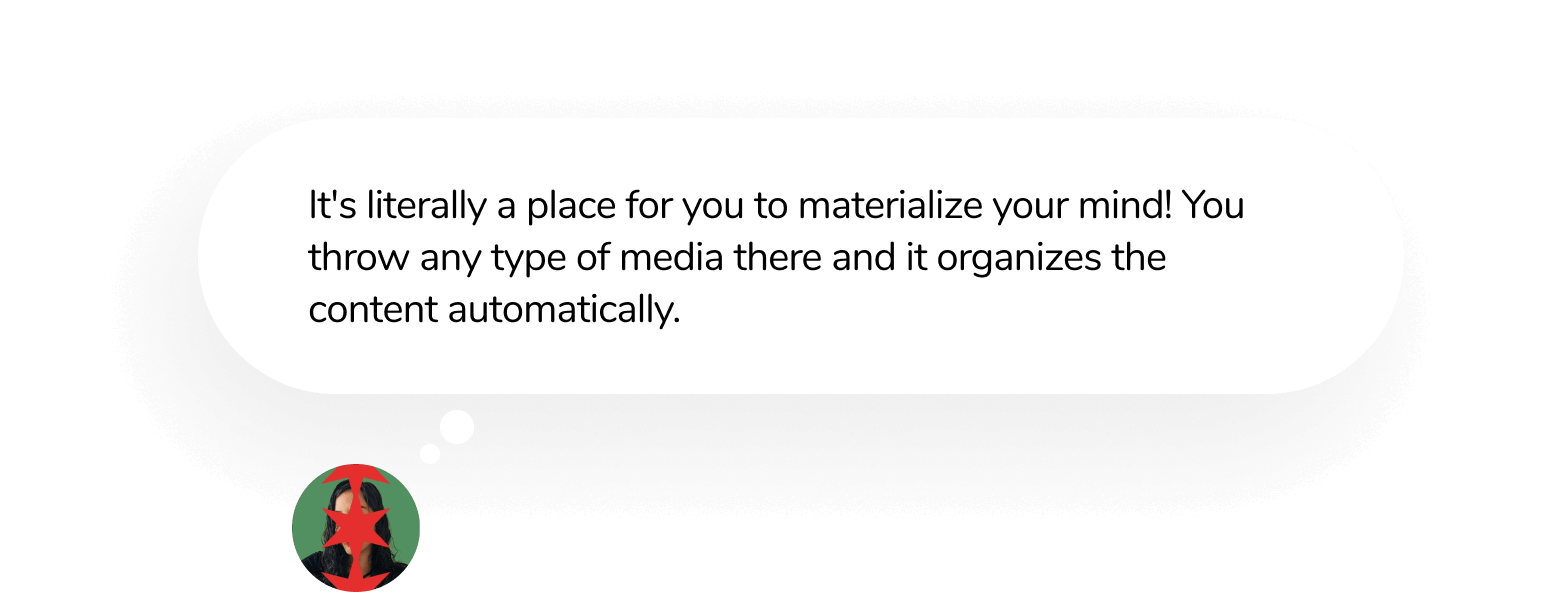 It's literally a place for you to materialize your mind! You
throw any type of media there and it organizes the
content automatically.